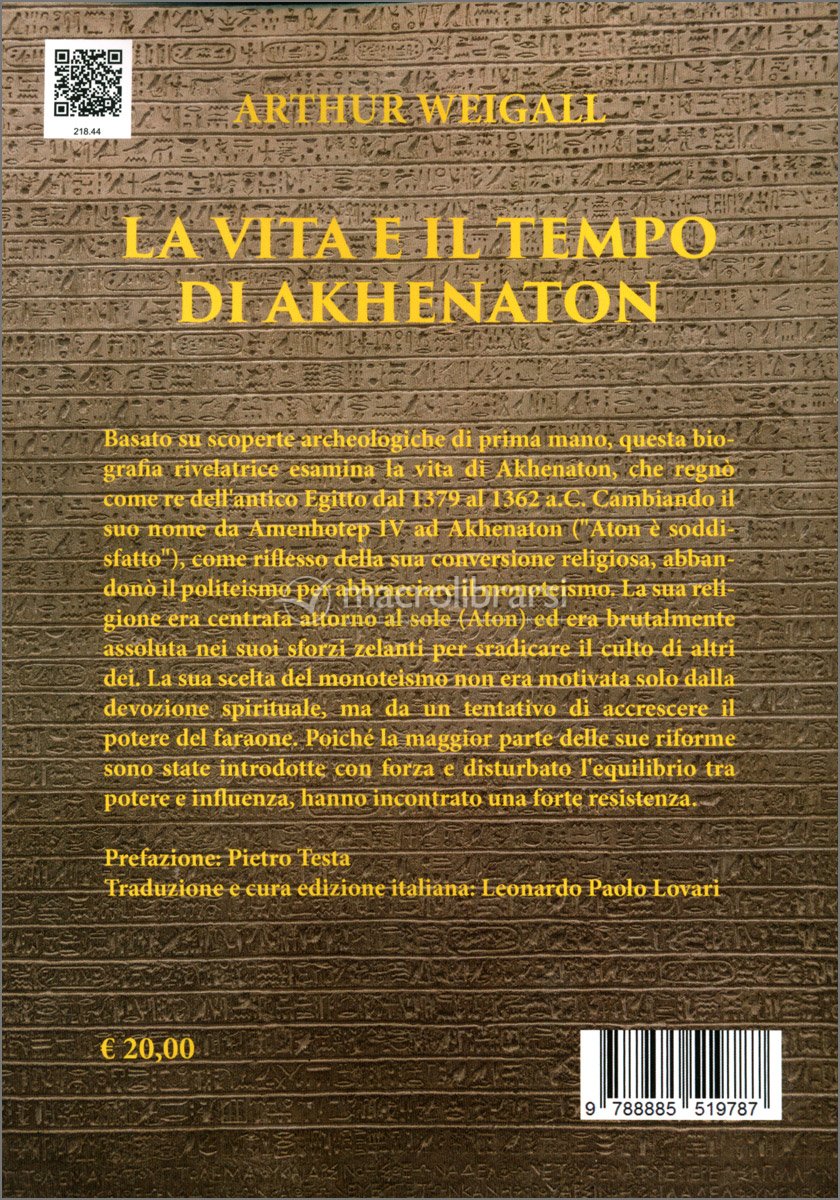 218.44
ARTHUR WEIGALL
LA VITA E IL TEMPO
DI AKHENATON
Basato su scoperte archeologiche di prima mano, questa bio-
grafia rivelatrice esamina la vita di Akhenaton, che regnò
come re dell'antico Egitto dal 1379 al 1362 a.C. Cambiando il
suo nome da Amenhotep IV ad Akhenaton ("Aton è soddi-
sfatto"), come riflesso della sua conversione religiosa, abban-
donò il politeismo per abbracciare il monoteismo. La sua reli-
macrolibrarsi
gione era centrata attorno al sole (Aton) ed era brutalmente
assoluta nei suoi sforzi zelanti per sradicare il culto di altri
dei. La sua scelta del monoteismo non era motivata solo dalla
devozione spirituale, ma da un tentativo di accrescere il
potere del faraone. Poiché la maggior parte delle sue riforme
sono state introdotte con forza e disturbato l'equilibrio tra
potere e influenza, hanno incontrato una forte resistenza.
Prefazione: Pietro Testa
Traduzione e cura edizione italiana: Leonardo Paolo Lovari
€ 20,00
9 788885 519787